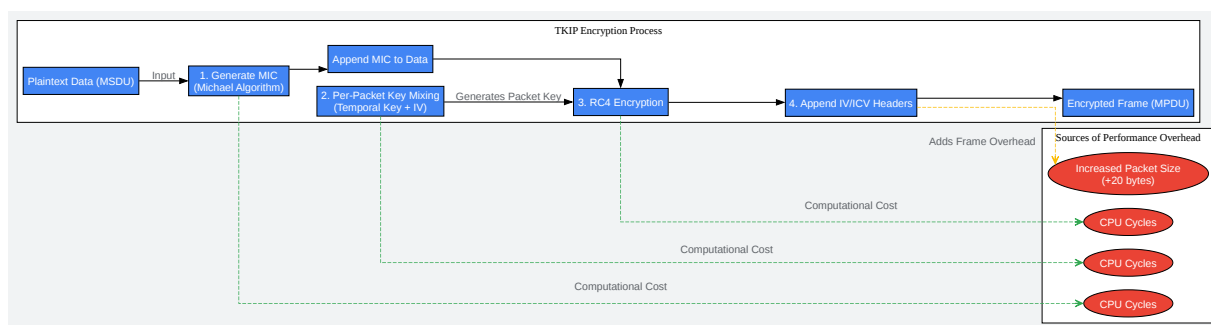 TKIP Encryption Process
Plaintext Data (MSDU)
Input
1. Generate MIC
(Michael Algorithm)
Append MIC to Data
2. Per-Packet Key Mixing
(Temporal Key + IV)
Generates Packet Key
3. RC4 Encryption
4. Append IV/ICV Headers
Encrypted Frame (MPDU)
Adds Frame Overhead
Sources of Performance Overhead
Increased Packet Size
(+20 bytes)
Computational Cost
CPU Cycles
Computational Cost
CPU Cycles
Computational Cost
CPU Cycles